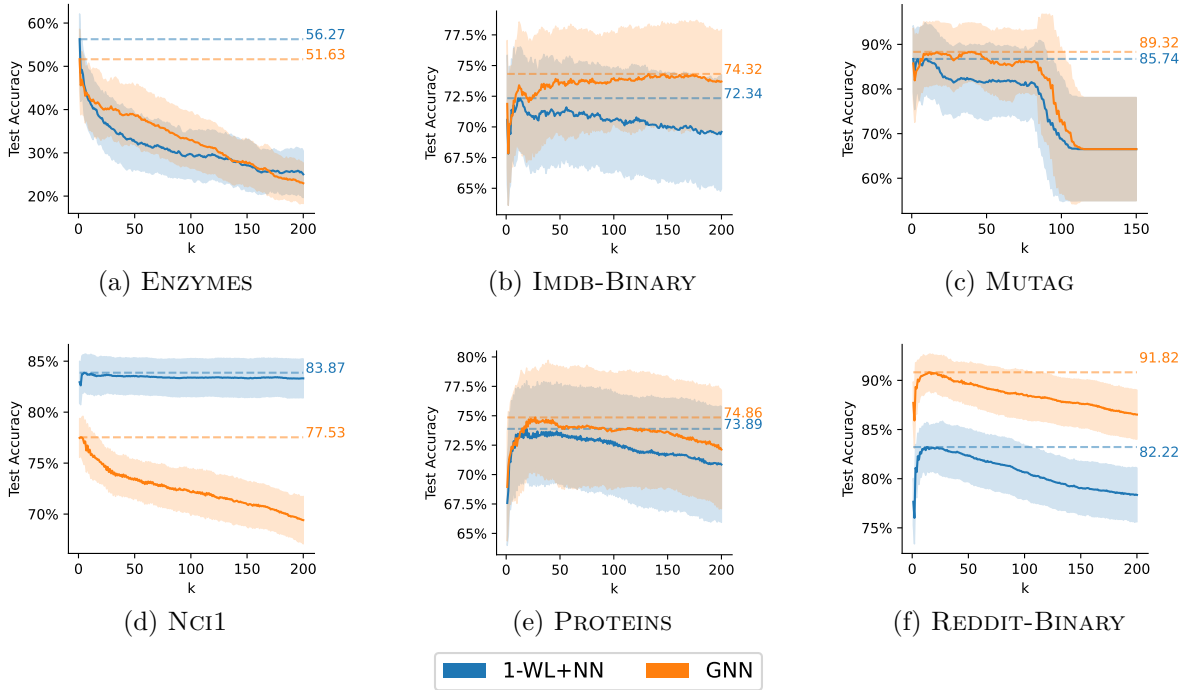 60%
50%
40%
30%
20%
Test Accuracy
56.27
51.63
0 50 100 150 200
k
(a) ENZYMES
77.5%
75%
72.5%
70%
67.5%
65%
Test Accuracy
74.32
72.34
0 50 100 150 200
k
(b) IMDB-BINARY
90%
80%
70%
60%
Test Accuracy
89.32
85.74
0 50 100 150
k
(c) MUTAG
85%
80%
75%
70%
Test Accuracy
83.87
77.53
0 50 100 150 200
k
(d) NCI1
80%
77.5%
75%
72.5%
70%
67.5%
65%
Test Accuracy
74.86
73.89
0 50 100 150 200
k
(e) PROTEINS
90%
85%
80%
75%
Test Accuracy
91.82
82.22
0 50 100 150 200
k
(f) REDDIT-BINARY
1-WL+NN GNN